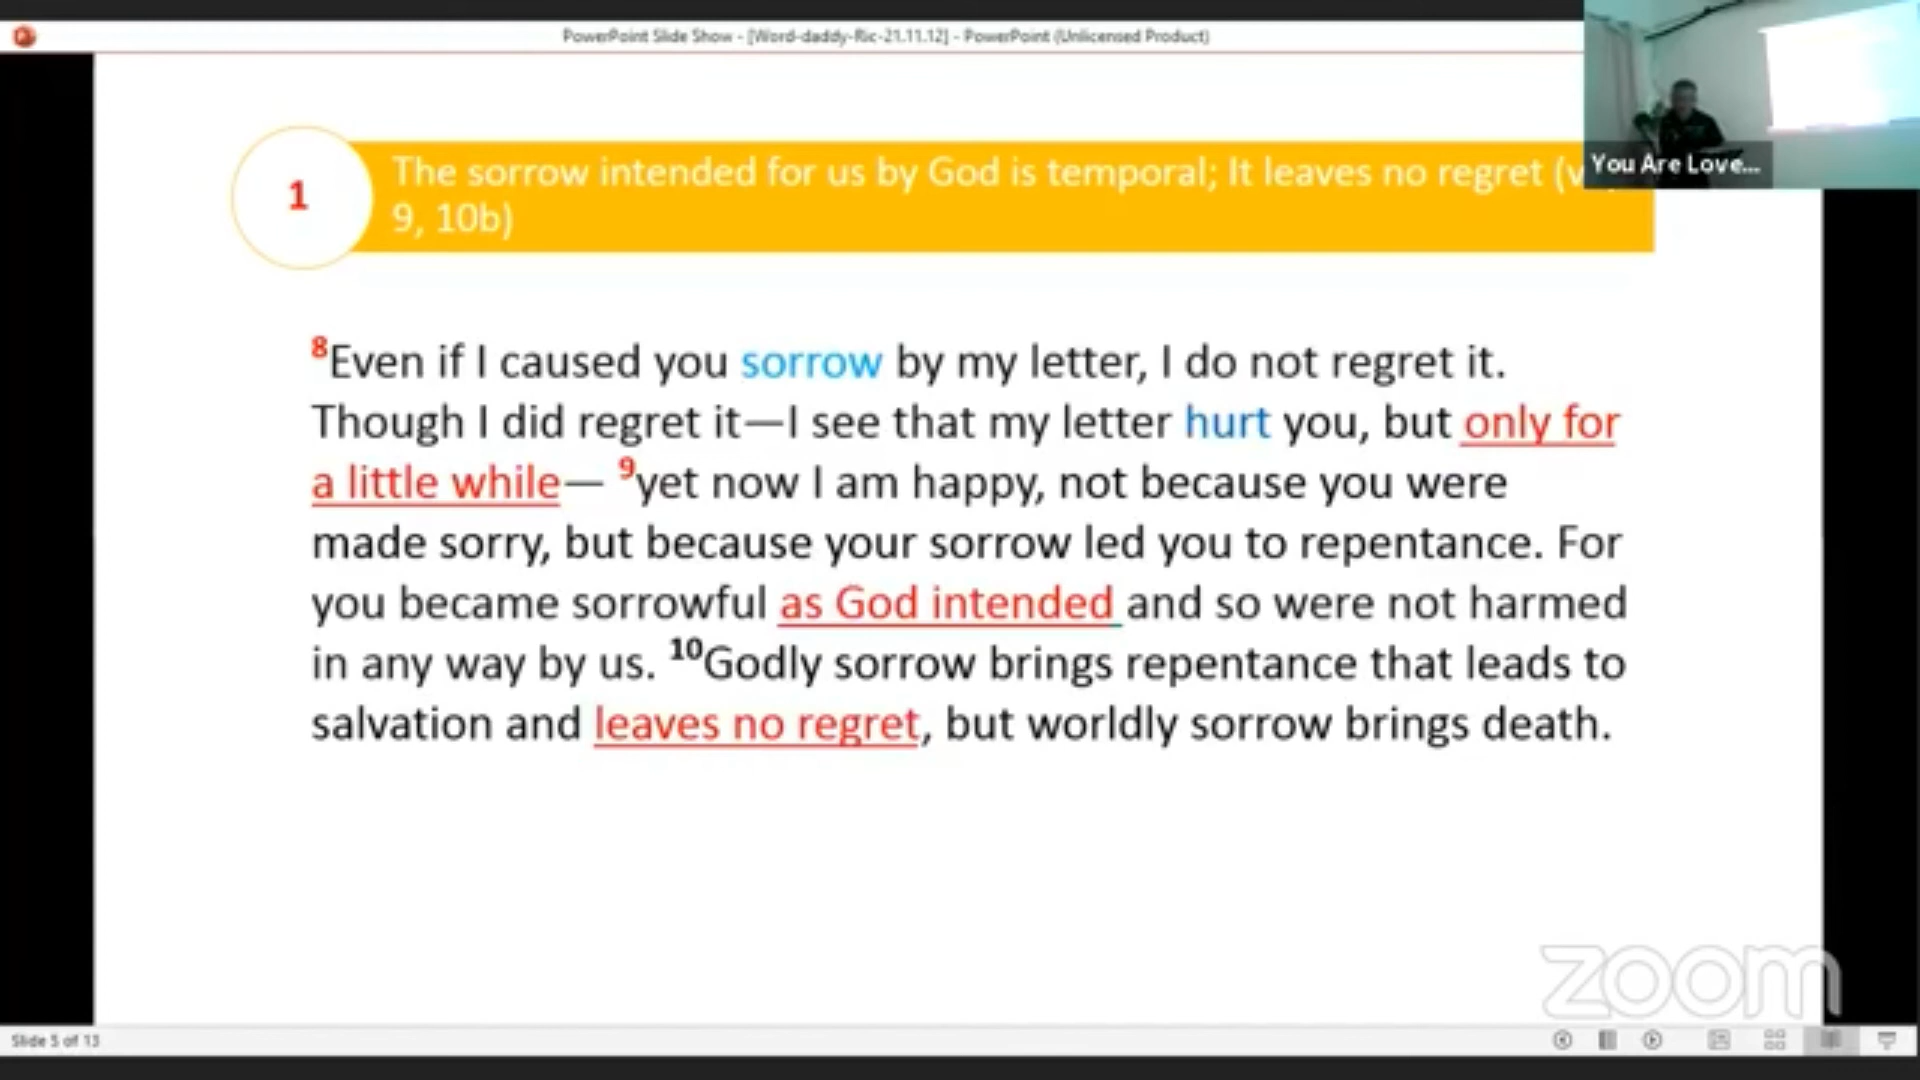 PowerPoint Slide Show - [Word-daddy-Ric-21.11.12] - PowerPoint (Unlicensed Product)
You Are Love...
1
The sorrow intended for us by God is temporal; It leaves no regret (v
9, 10b)
8Even if I caused you sorrow by my letter, I do not regret it.
Though I did regret it—I see that my letter hurt you, but only for
a little while— 9yet now I am happy, not because you were
made sorry, but because your sorrow led you to repentance. For
you became sorrowful as God intended and so were not harmed
in any way by us. 10Godly sorrow brings repentance that leads to
salvation and leaves no regret, but worldly sorrow brings death.
zoom
Slide 5 of 13